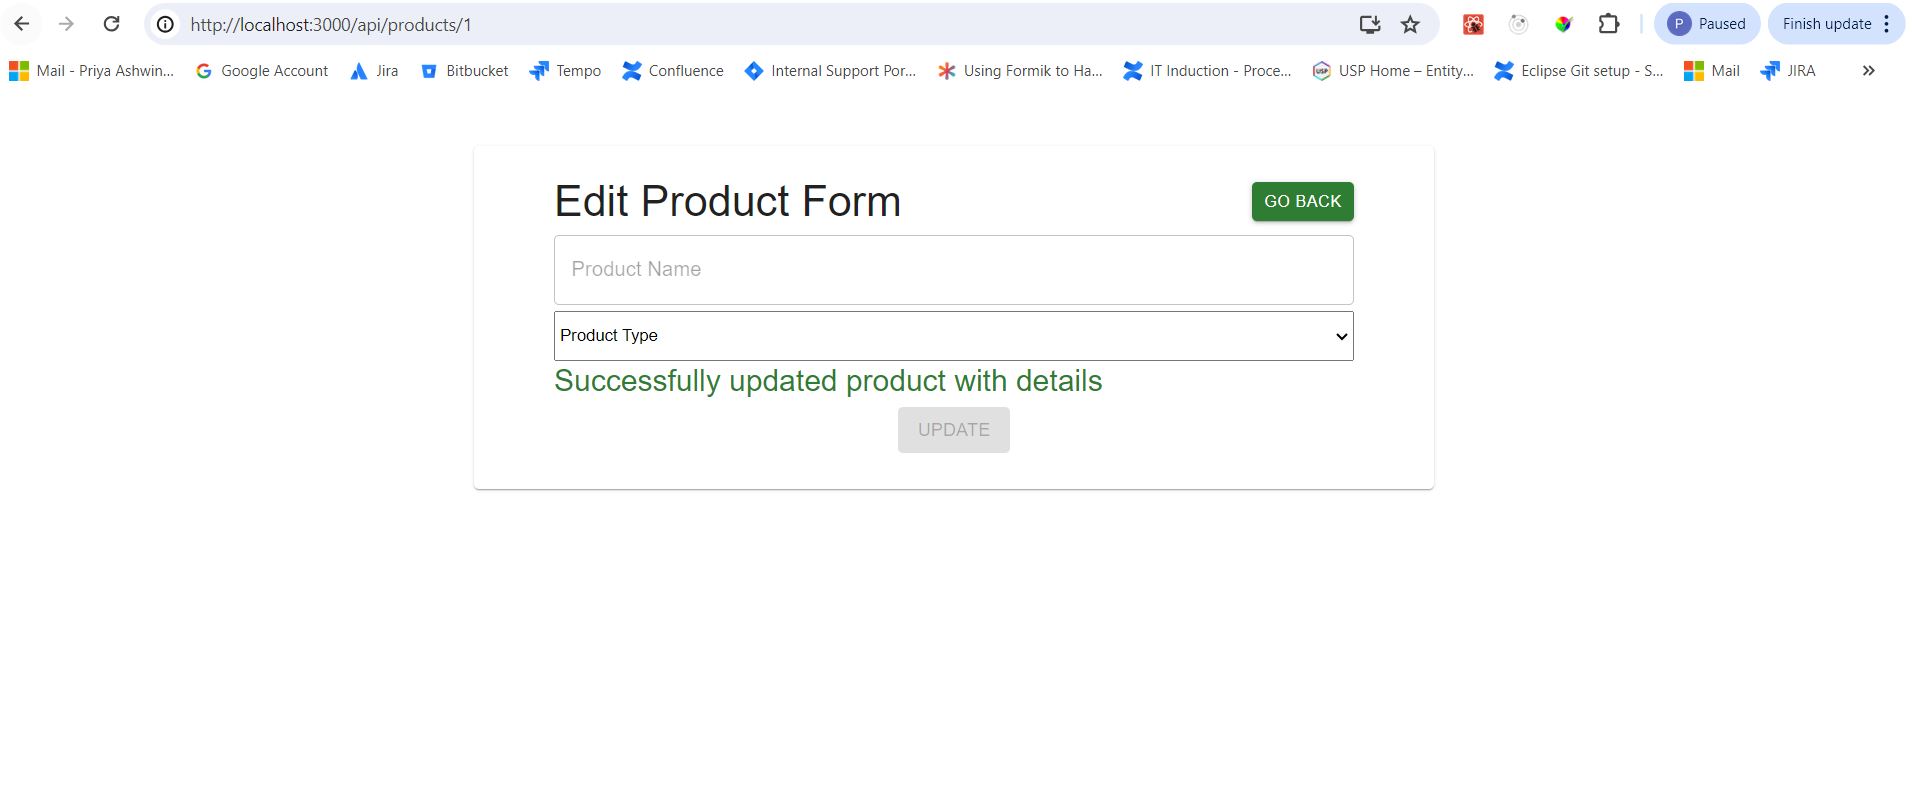 http://localhost:3000/api/products/1
P Paused
Finish update
Mail - Priya Ashwin... Google Account Jira Bitbucket Tempo Confluence Internal Support Por... Using Formik to Ha... IT Induction - Proce... USP USP Home – Entity... Eclipse Git setup - S... Mail JIRA »
Edit Product Form
GO BACK
Product Name
Product Type
Successfully updated product with details
UPDATE